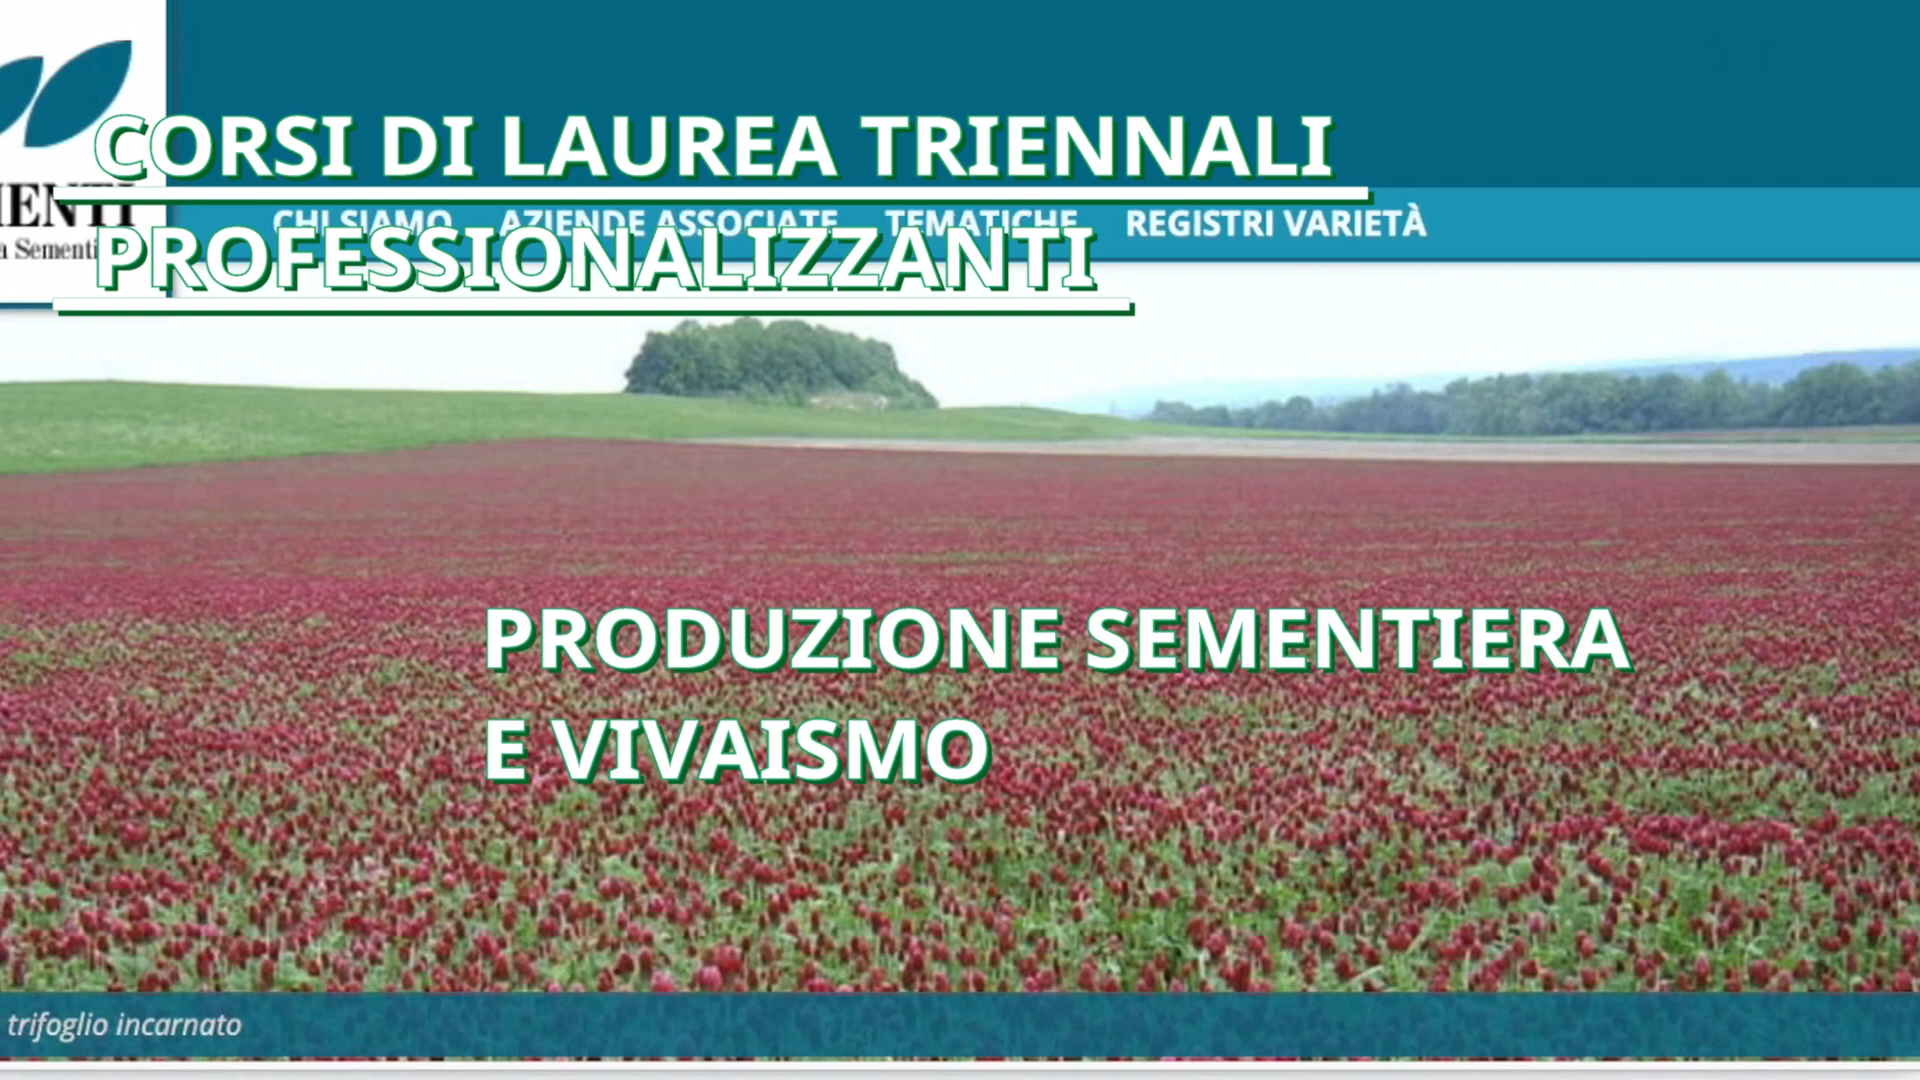 CORSI DI LAUREA TRIENNALI
CHI SIAMO AZIENDE ASSOCIATE TEMATICHE REGISTRI VARIETÀ
PROFESSIONALIZZANTI
PRODUZIONE SEMENTIERA
E VIVAISMO
trifoglio incarnato